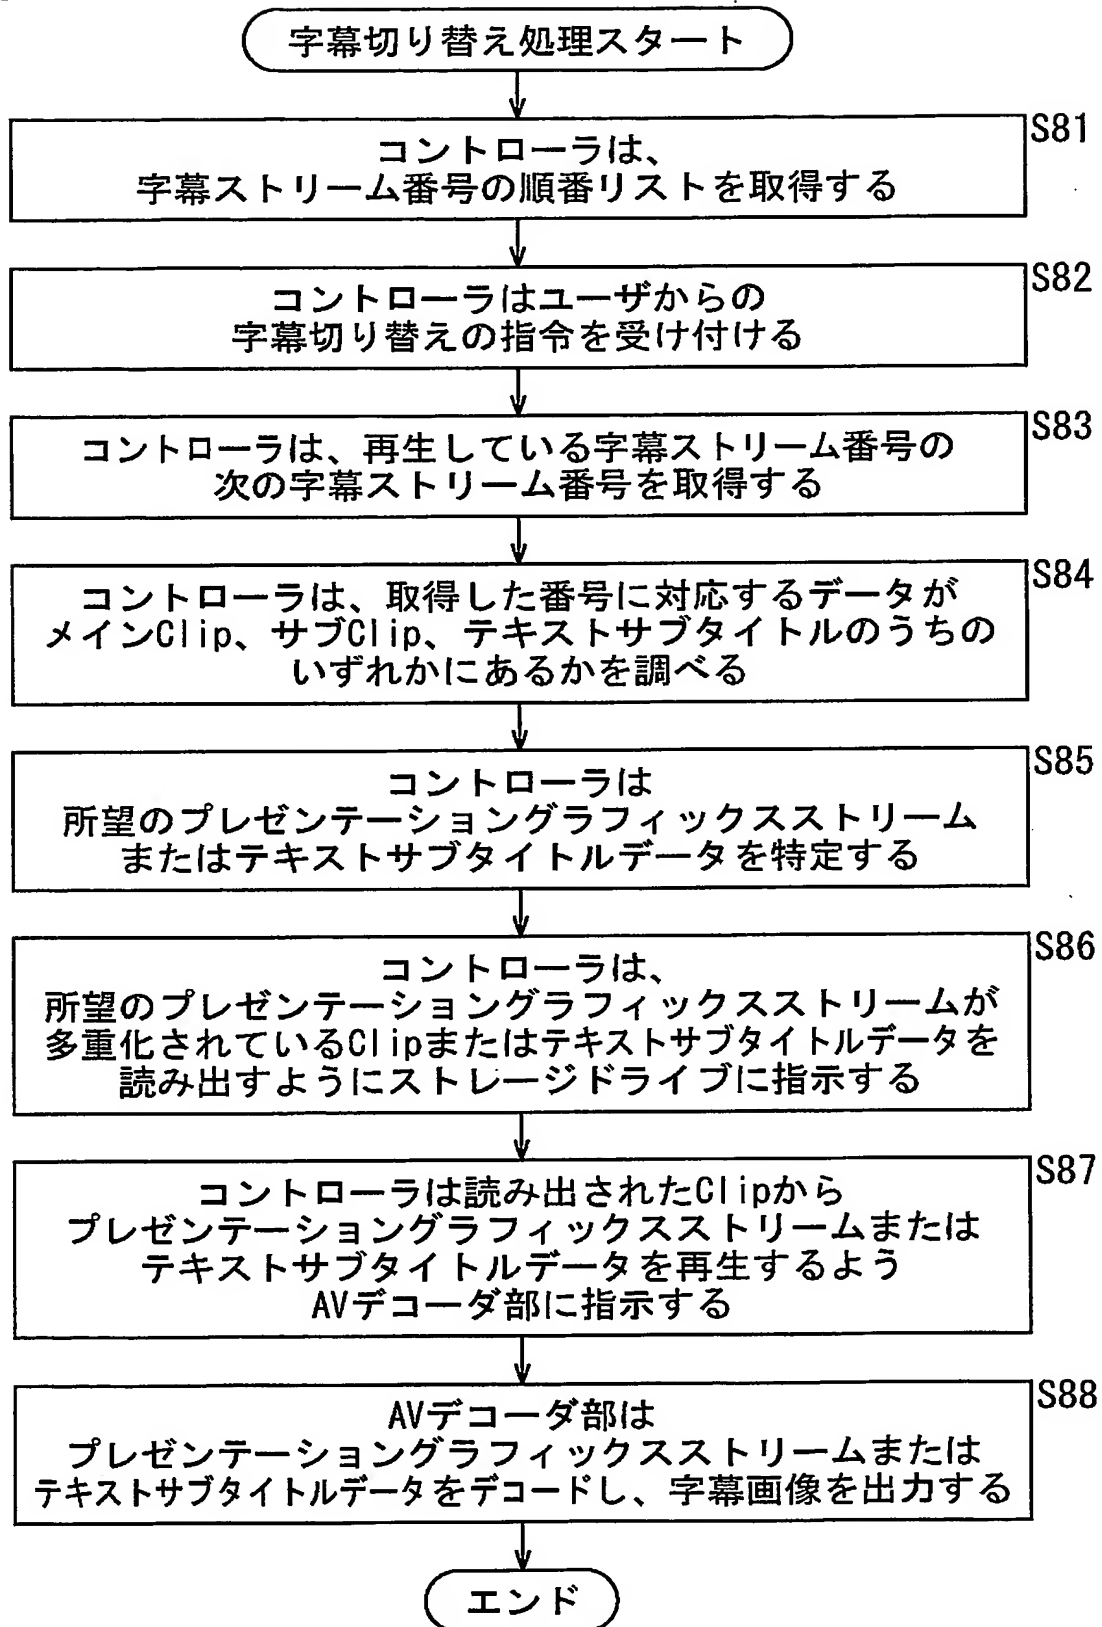 字幕切り替え処理スタート
S81
コントローラは、
字幕ストリーム番号の順番リストを取得する
S82
コントローラはユーザからの
字幕切り替えの指令を受け付ける
S83
コントローラは、再生している字幕ストリーム番号の
次の字幕ストリーム番号を取得する
S84
コントローラは、取得した番号に対応するデータが
メインClip、サブClip、テキストサブタイトルのうちの
いずれかにあるかを調べる
S85
コントローラは
所望のプレゼンテーショングラフィックスストリーム
またはテキストサブタイトルデータを特定する
S86
コントローラは、
所望のプレゼンテーショングラフィックスストリームが
多重化されているClipまたはテキストサブタイトルデータを
読み出すようにストレージドライブに指示する
S87
コントローラは読み出されたClipから
プレゼンテーショングラフィックスストリームまたは
テキストサブタイトルデータを再生するよう
AVデコーダ部に指示する
S88
AVデコーダ部は
プレゼンテーショングラフィックスストリームまたは
テキストサブタイトルデータをデコードし、字幕画像を出力する
エンド